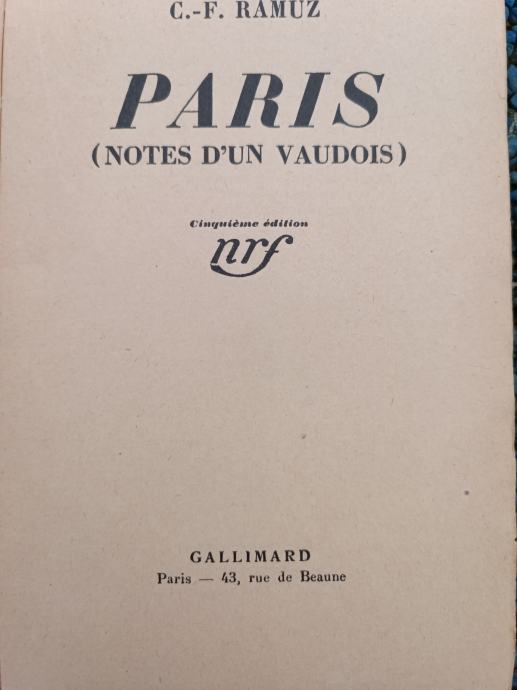 C.-F. RAMUZ
PARIS
(NOTES D'UN VAUDOIS)
Cinquième édition
nrf
GALLIMARD
Paris — 43, rue de Beaune